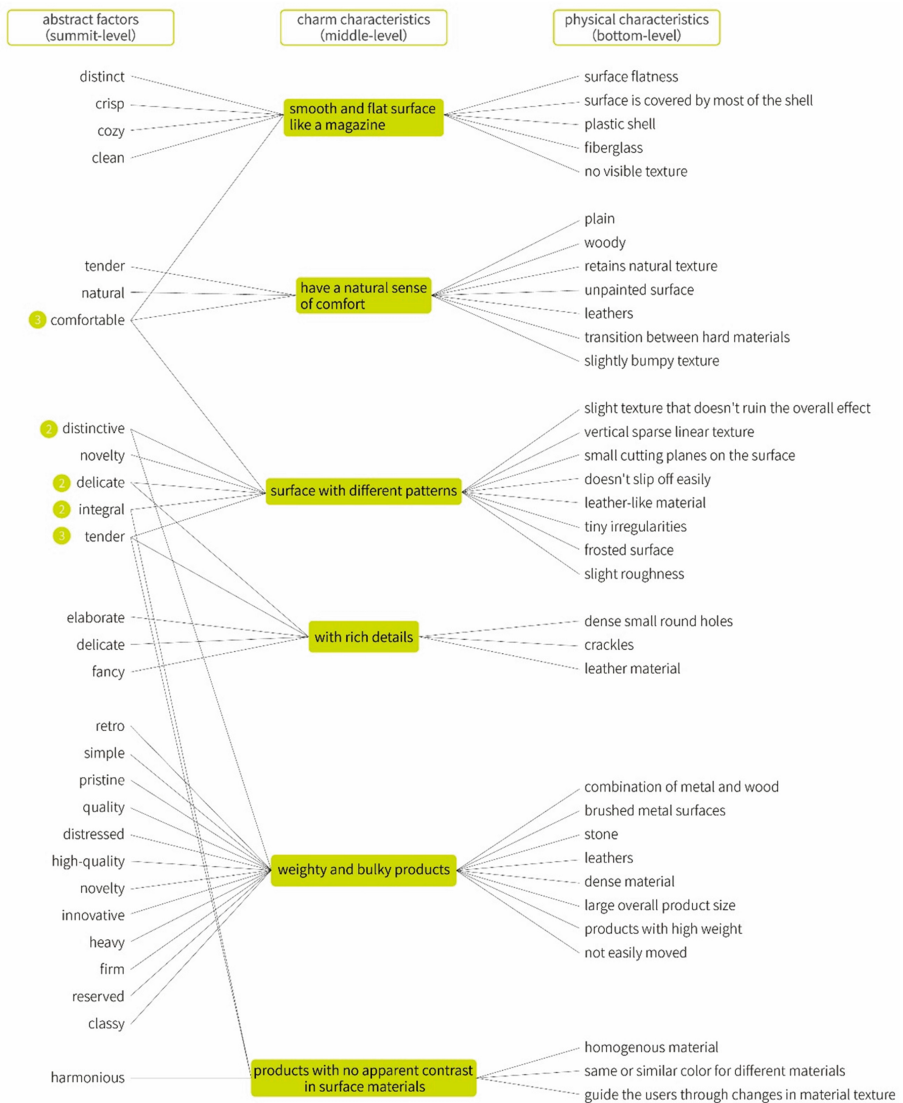 abstract factors
(summit-level)
charm characteristics
(middle-level)
physical characteristics
(bottom-level)
distinct
crisp
cozy
clean
smooth and flat surface
like a magazine
surface flatness
surface is covered by most of the shell
plastic shell
fiberglass
no visible texture
tender
natural
3 comfortable
have a natural sense
of comfort
plain
woody
retains natural texture
unpainted surface
leathers
transition between hard materials
slightly bumpy texture
2 distinctive
novelty
2 delicate
2 integral
3 tender
surface with different patterns
slight texture that doesn't ruin the overall effect
vertical sparse linear texture
small cutting planes on the surface
doesn't slip off easily
leather-like material
tiny irregularities
frosted surface
slight roughness
elaborate
delicate
fancy
with rich details
dense small round holes
crackles
leather material
retro
simple
pristine
quality
distressed
high-quality
novelty
innovative
heavy
firm
reserved
classy
weighty and bulky products
combination of metal and wood
brushed metal surfaces
stone
leathers
dense material
large overall product size
products with high weight
not easily moved
harmonious
products with no apparent contrast
in surface materials
homogenous material
same or similar color for different materials
guide the users through changes in material texture